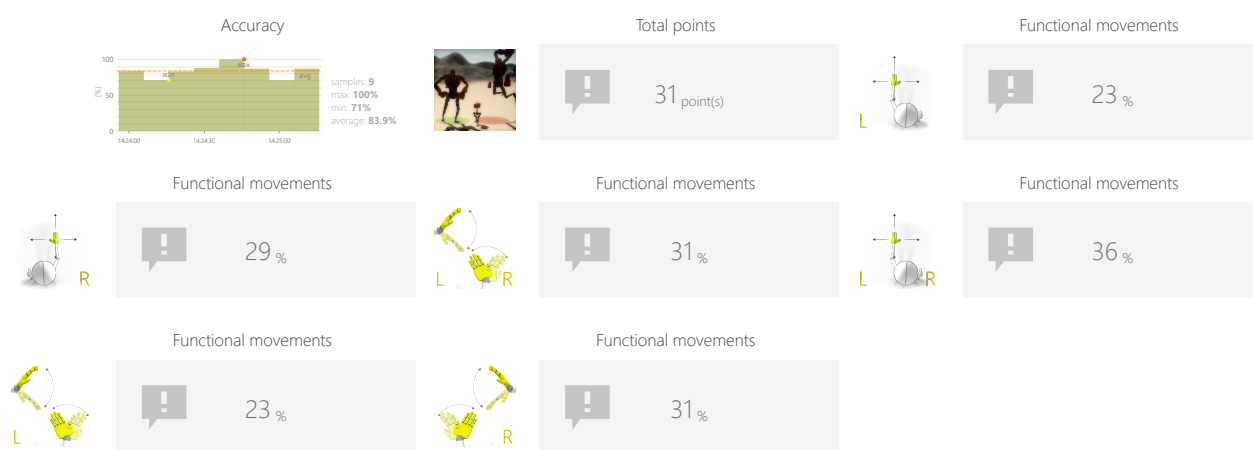 Accuracy
Total points
Functional movements
100
50
0
[%]
min
max
avg
14:24:00
14:24:30
14:25:00
samples: 9
max: 100%
min: 71%
average: 83.9%
31 point(s)
L
23 %
Functional movements
Functional movements
Functional movements
R
29 %
L R
31 %
L R
36 %
Functional movements
Functional movements
L
23 %
R
31 %